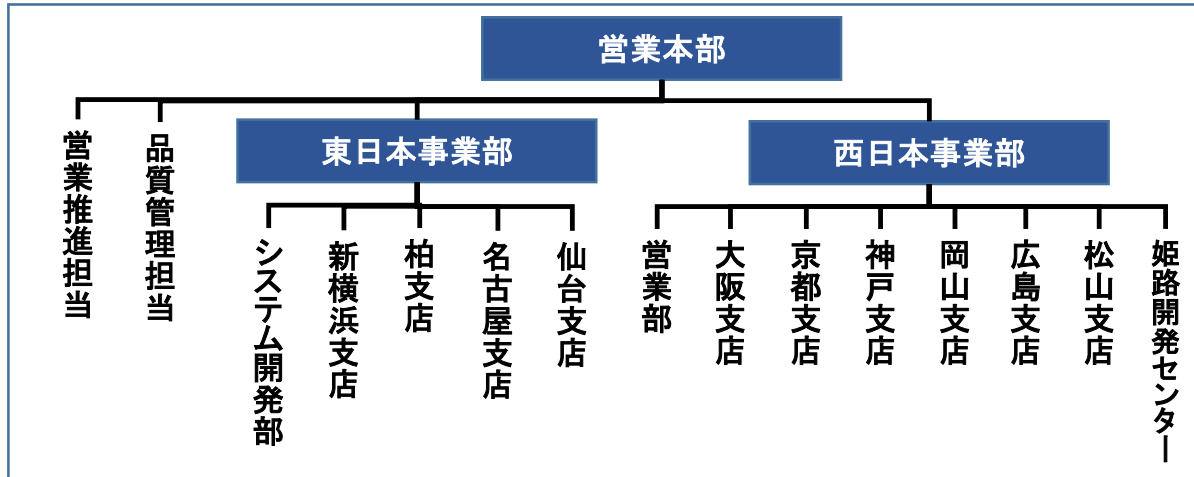 営業本部
営業推進担当
品質管理担当
東日本事業部
西日本事業部
システム開発部
新横浜支店
柏支店
名古屋支店
仙台支店
営業部
大阪支店
京都支店
神戸支店
岡山支店
広島支店
松山支店
姫路開発センター